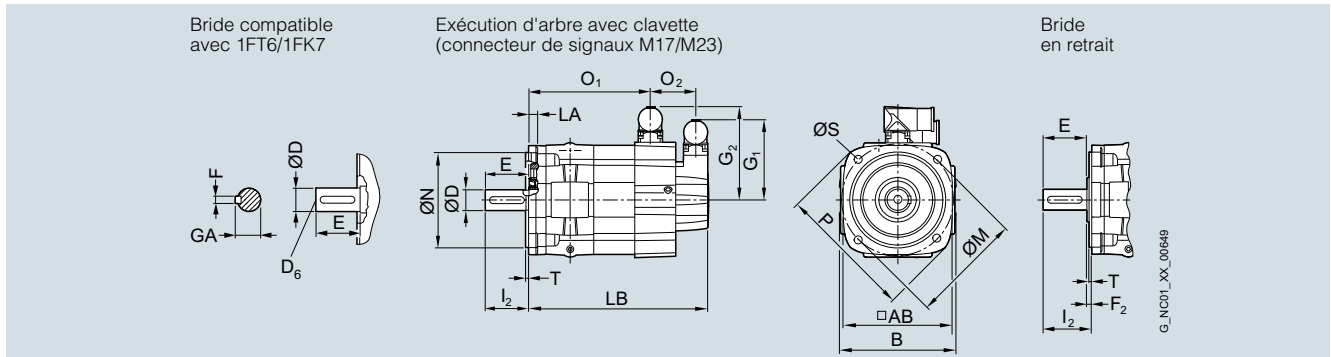 Bride compatible
avec 1FT6/1FK7
Exécution d'arbre avec clavette
(connecteur de signaux M17/M23)
Bride
en retrait
O₁
O₂
LA
G₂
G₁
E
ØN
ØD
T
I₂
LB
F
ØD
GA
E
D₆
ØS
P
ØM
□AB
B
E
T
F₂
I₂
G_NC01_XX_00649